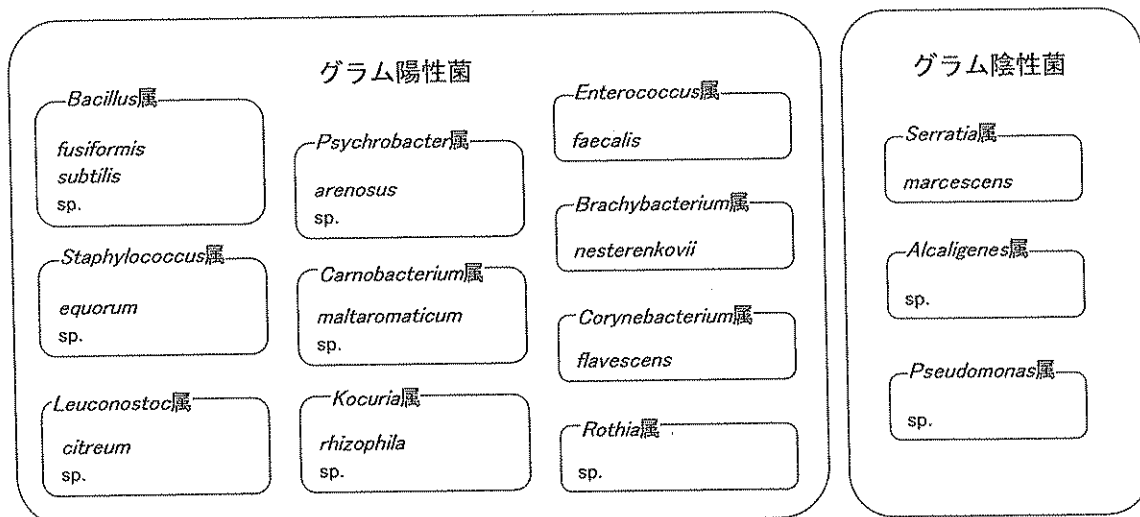 グラム陽性菌
Bacillus属
fusiformis
subtilis
sp.
Staphylococcus属
equorum
sp.
Leuconostoc属
citreum
sp.
Psychrobacter属
arenosus
sp.
Carnobacterium属
maltaromaticum
sp.
Kocuria属
rhizophila
sp.
Enterococcus属
faecalis
Brachybacterium属
nesterenkovii
Corynebacterium属
flavescens
Rothia属
sp.
グラム陰性菌
Serratia属
marcescens
Alcaligenes属
sp.
Pseudomonas属
sp.